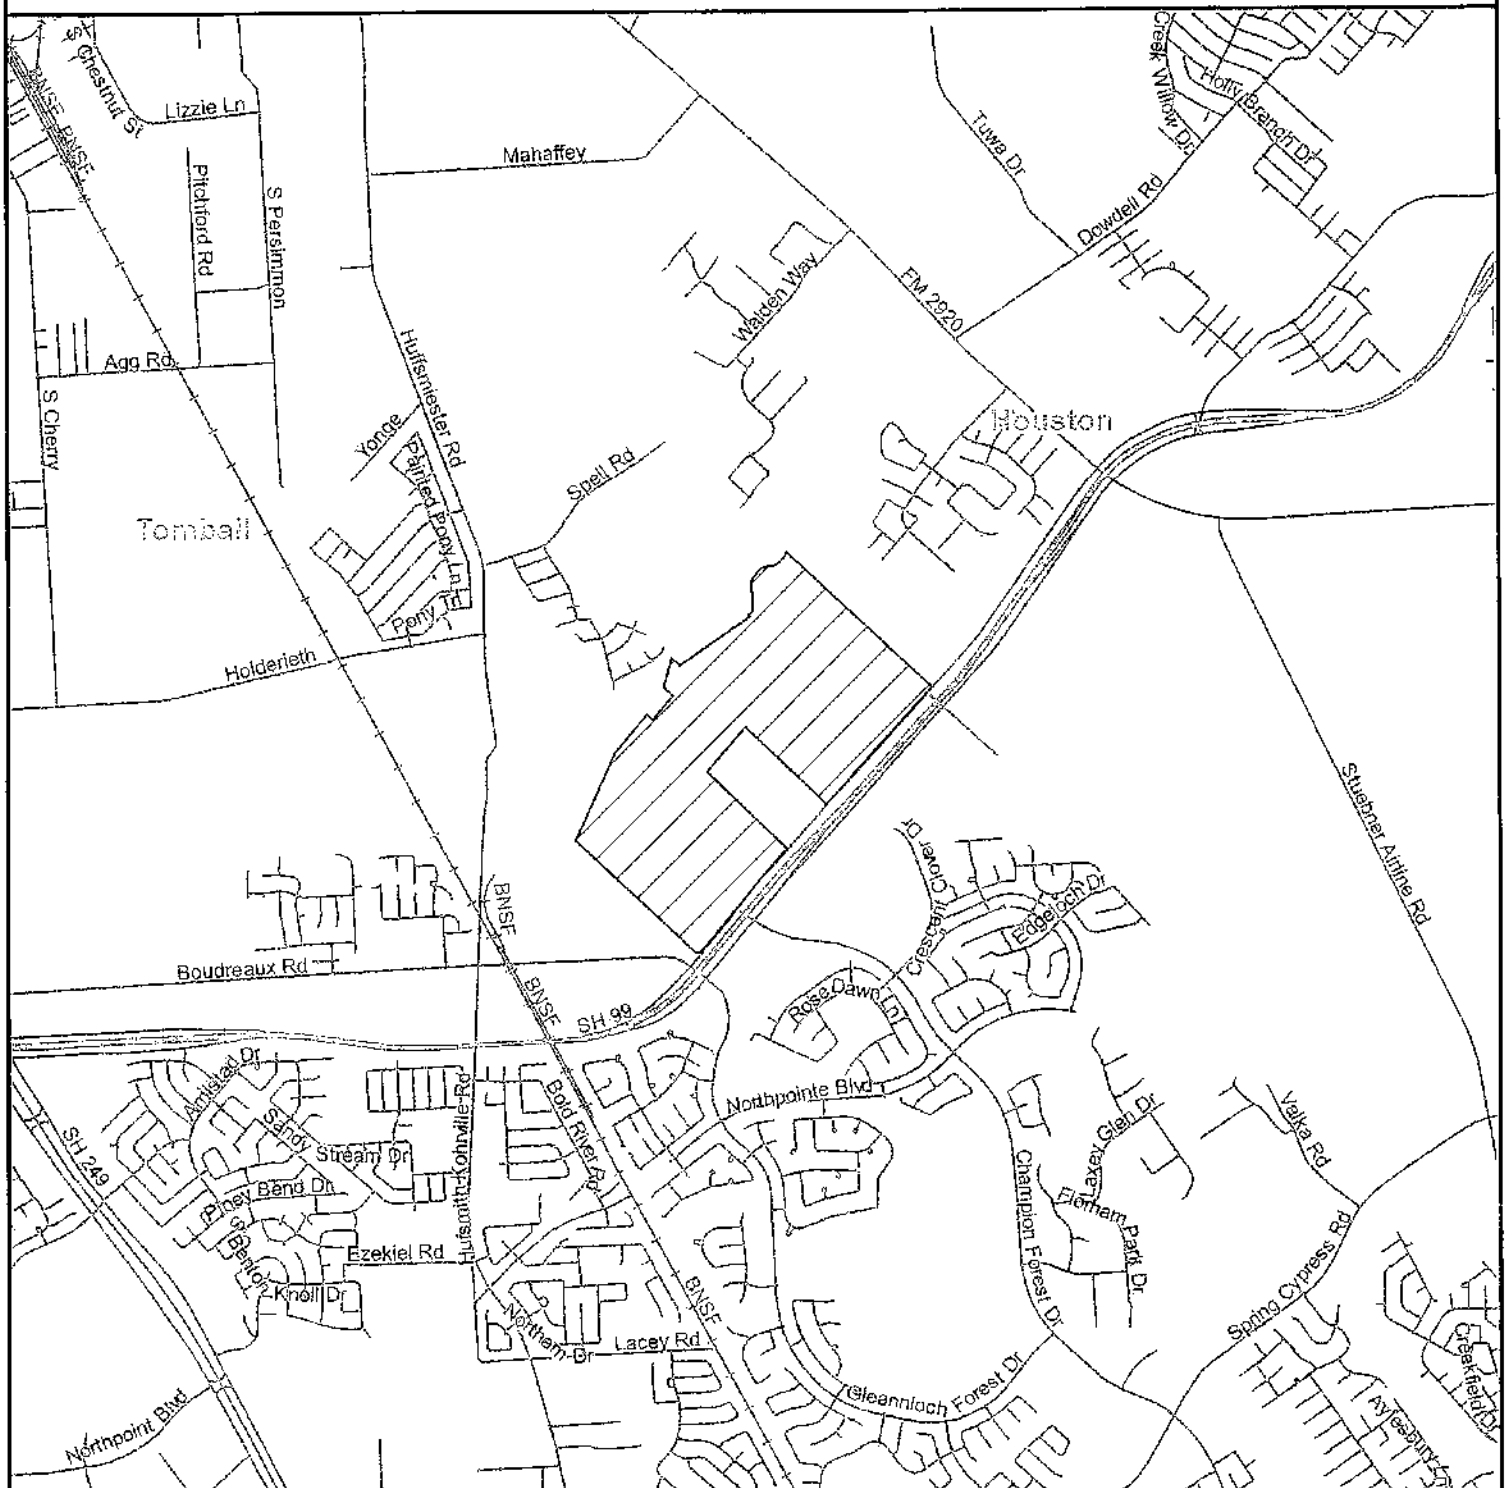 S Chestnut St
BNSF
BNSF
Lizzie Ln
Pitchford Rd
S Persimmon
Mahaffey
Tuwa Dr
Creek Willow Dr
Holly Branch Dr
Dowdell Rd
Walden Way
FM 2920
Agg Rd
S Cherry
Huffsmiester Rd
Yonge
Painted Pony Ln
Spell Rd
Houston
Tomball
Pony Trl
Holderieth
Stuebner Airline Rd
Crescent Clover Dr
Edgeloch Dr
BNSF
Boudreaux Rd
BNSF
SH 99
Rose Dawn Ln
Amistad Dr
Sandy Stream Dr
Northpointe Blvd
Bold River Rd
Hufsmith-Kohrville Rd
SH 249
Piney Bend Dr
S Benton Knoll Dr
Ezekiel Rd
Laxey Glen Dr
Valka Rd
Florham Park Dr
Champion Forest Dr
Spring Cypress Rd
BNSF
Northam Dr
Lacey Rd
Gleannloch Forest Dr
Creekfield Dr
Aylesbury Ln
Northpoint Blvd